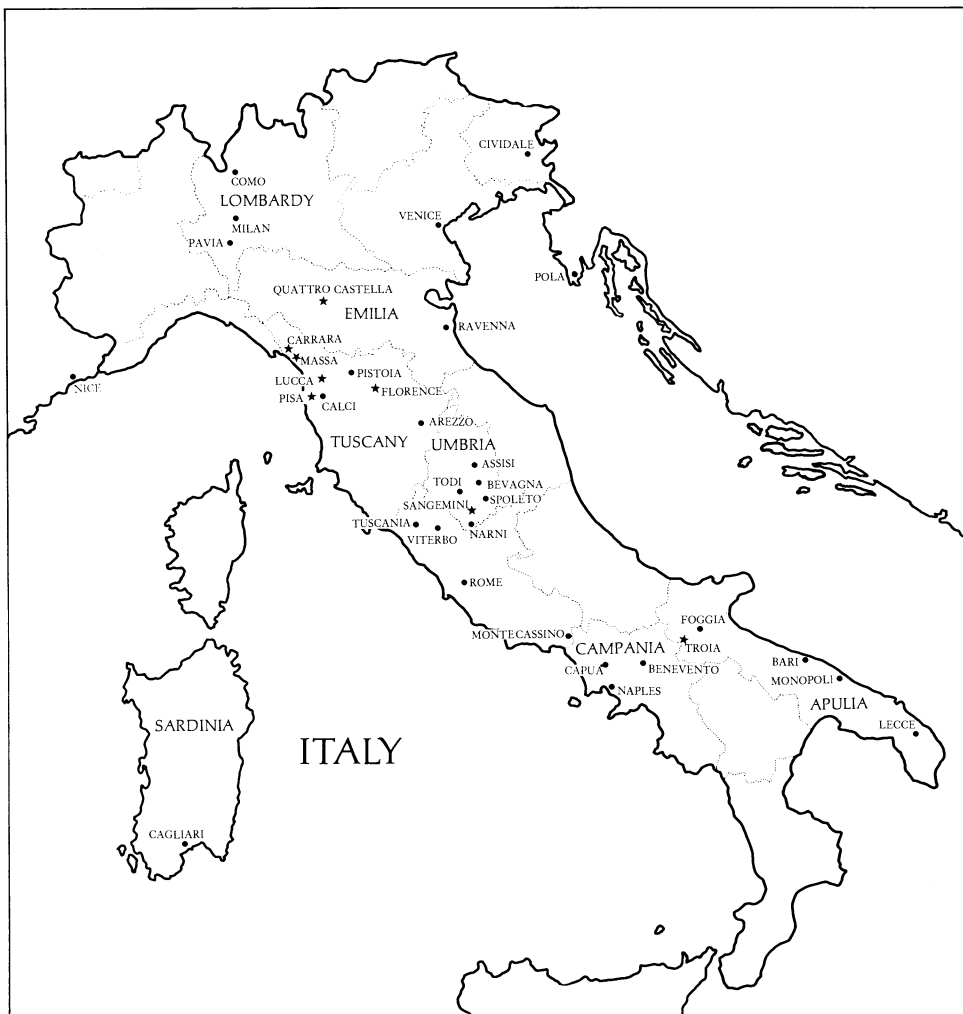 CIVIDALE
COMO
LOMBARDY
VENICE
MILAN
PAVIA
POLA
QUATTRO CASTELLA
EMILIA
RAVENNA
CARRARA
MASSA
PISTOIA
NICE
LUCCA
FLORENCE
PISA
CALCI
AREZZO
TUSCANY
UMBRIA
ASSISI
TODI
BEVAGNA
SPOLETO
SANGEMINI
TUSCANIA
VITERBO
NARNI
ROME
FOGGIA
MONTECASSINO
CAMPANIA
TROIA
CAPUA
BENEVENTO
BARI
MONOPOLI
NAPLES
APULIA
SARDINIA
LECCE
ITALY
CAGLIARI